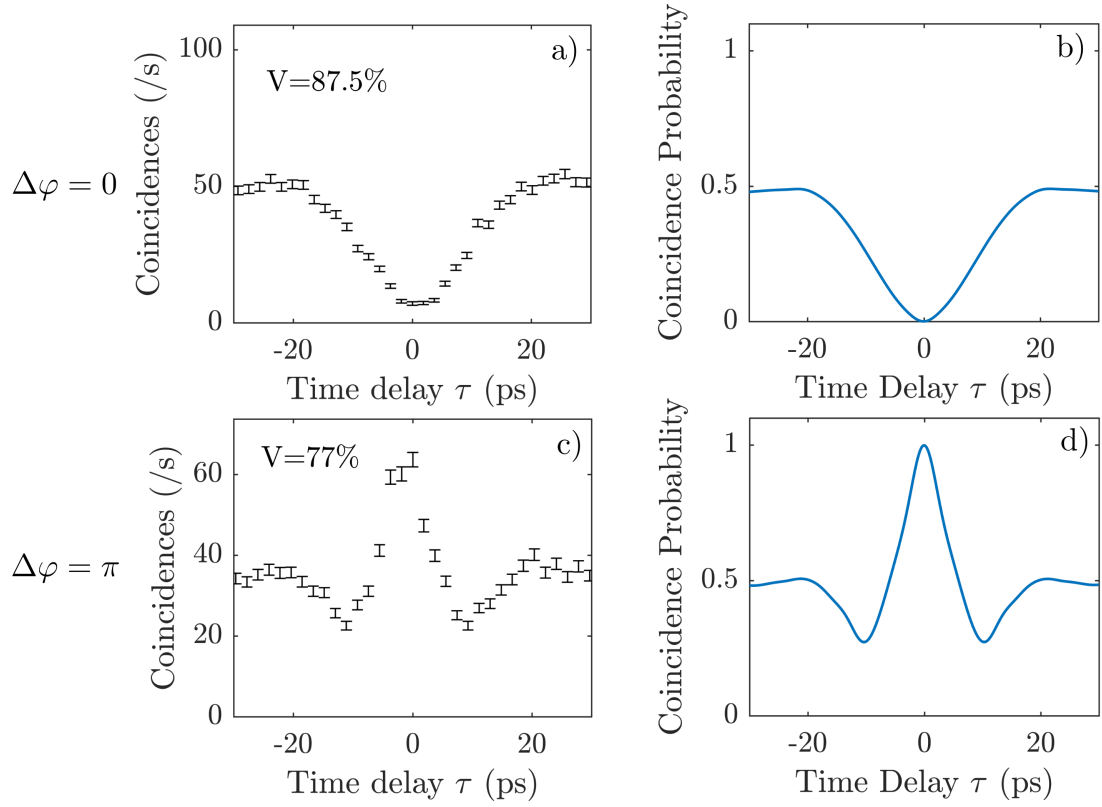 a)
V=87.5%
Δφ = 0
Coincidences (/s)
100
50
0
-20 0 20
Time delay τ (ps)
b)
Coincidence Probability
1
0.5
0
-20 0 20
Time Delay τ (ps)
c)
V=77%
Δφ = π
Coincidences (/s)
60
40
20
0
-20 0 20
Time delay τ (ps)
d)
Coincidence Probability
1
0.5
0
-20 0 20
Time Delay τ (ps)